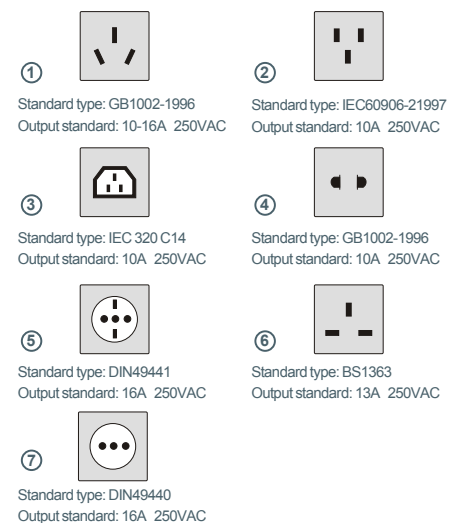 ①
Standard type: GB1002-1996
Output standard: 10-16A 250VAC
②
Standard type: IEC60906-21997
Output standard: 10A 250VAC
③
Standard type: IEC 320 C14
Output standard: 10A 250VAC
④
Standard type: GB1002-1996
Output standard: 10A 250VAC
⑤
Standard type: DIN49441
Output standard: 16A 250VAC
⑥
Standard type: BS1363
Output standard: 13A 250VAC
⑦
Standard type: DIN49440
Output standard: 16A 250VAC